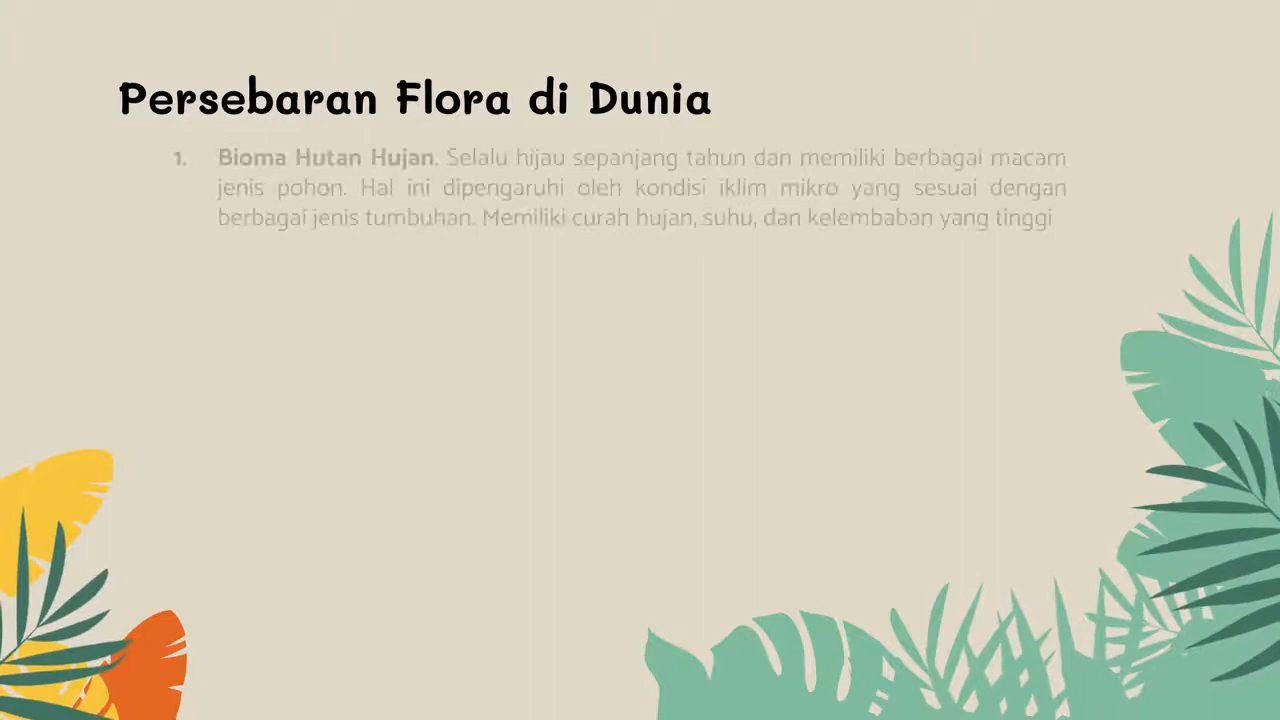 Persebaran Flora di Dunia
1. Bioma Hutan Hujan. Selalu hijau sepanjang tahun dan memiliki berbagai macam
jenis pohon. Hal ini dipengaruhi oleh kondisi iklim mikro yang sesuai dengan
berbagai jenis tumbuhan. Memiliki curah hujan, suhu, dan kelembaban yang tinggi